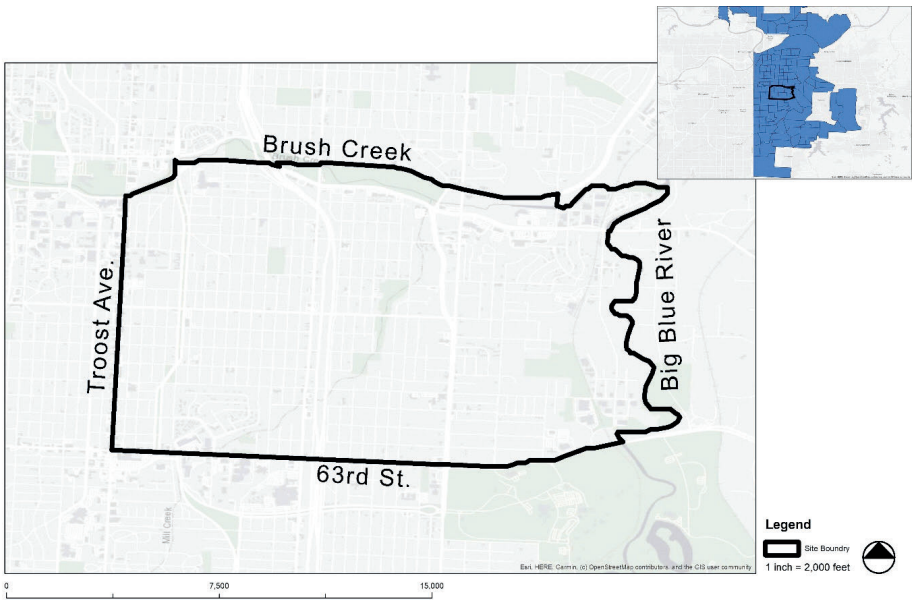 Brush Creek
Troost Ave.
Big Blue River
63rd St.
Mill Creek
Esri, HERE, Garmin, (c) OpenStreetMap contributors, and the GIS user community
Legend
Site Boundary
1 inch = 2,000 feet
0 7,500 15,000